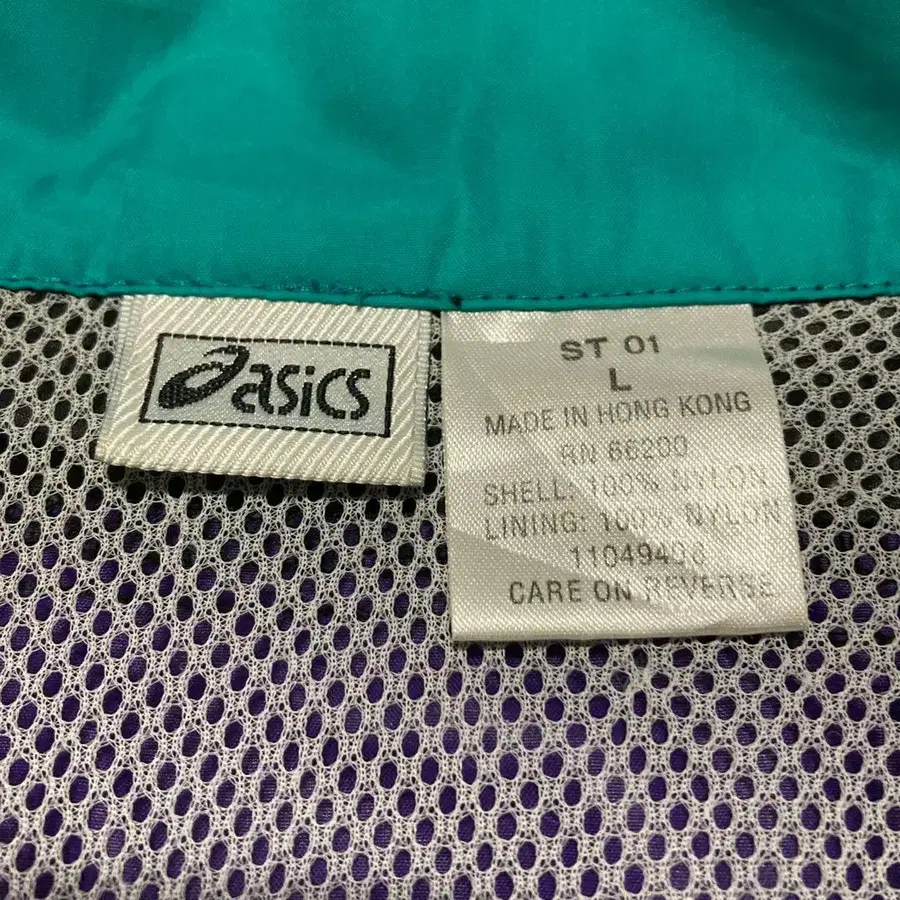 asics
ST 01
L
MADE IN HONG KONG
RN 66200
SHELL: 100% NYLON
LINING: 100% NYLON
CARE ON REVERSE